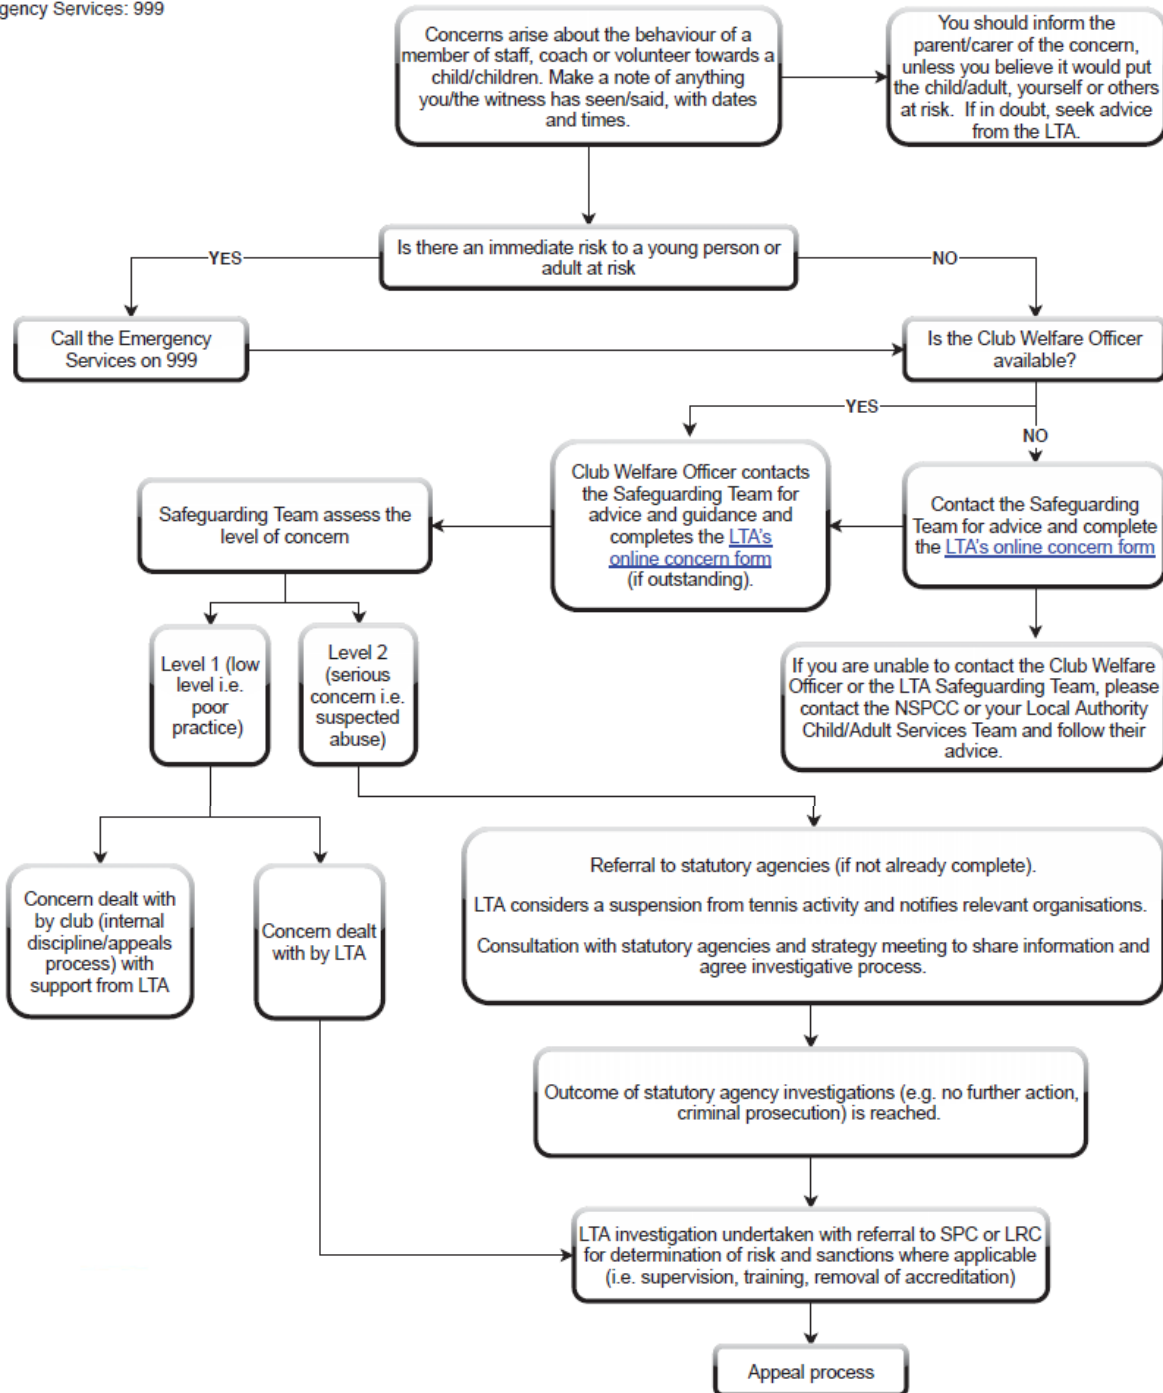 gency Services: 999
Concerns arise about the behaviour of a
member of staff, coach or volunteer towards a
child/children. Make a note of anything
you/the witness has seen/said, with dates
and times.
You should inform the
parent/carer of the concern,
unless you believe it would put
the child/adult, yourself or others
at risk. If in doubt, seek advice
from the LTA.
Is there an immediate risk to a young person or
adult at risk
YES
NO
Call the Emergency
Services on 999
Is the Club Welfare Officer
available?
YES
NO
Club Welfare Officer contacts
the Safeguarding Team for
advice and guidance and
completes the LTA's
online concern form
(if outstanding).
Contact the Safeguarding
Team for advice and complete
the LTA's online concern form
Safeguarding Team assess the
level of concern
Level 1 (low
level i.e.
poor
practice)
Level 2
(serious
concern i.e.
suspected
abuse)
If you are unable to contact the Club Welfare
Officer or the LTA Safeguarding Team, please
contact the NSPCC or your Local Authority
Child/Adult Services Team and follow their
advice.
Concern dealt with
by club (internal
discipline/appeals
process) with
support from LTA
Concern dealt
with by LTA
Referral to statutory agencies (if not already complete).
LTA considers a suspension from tennis activity and notifies relevant organisations.
Consultation with statutory agencies and strategy meeting to share information and
agree investigative process.
Outcome of statutory agency investigations (e.g. no further action,
criminal prosecution) is reached.
LTA investigation undertaken with referral to SPC or LRC
for determination of risk and sanctions where applicable
(i.e. supervision, training, removal of accreditation)
Appeal process